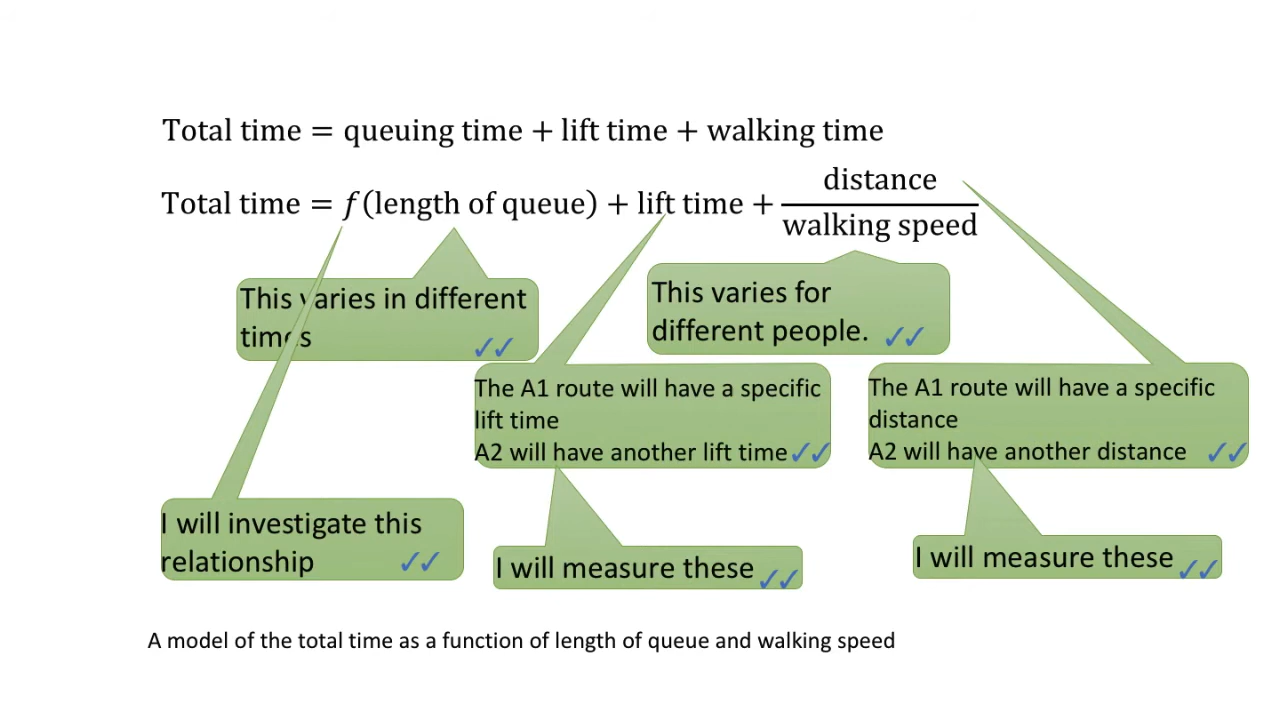 Total time = queuing time + lift time + walking time
Total time = f(length of queue) + lift time + distance / walking speed
This varies in different
times ✓✓
This varies for
different people. ✓✓
The A1 route will have a specific
lift time
A2 will have another lift time ✓✓
The A1 route will have a specific
distance
A2 will have another distance ✓✓
I will investigate this
relationship ✓✓
I will measure these ✓✓
I will measure these ✓✓
A model of the total time as a function of length of queue and walking speed